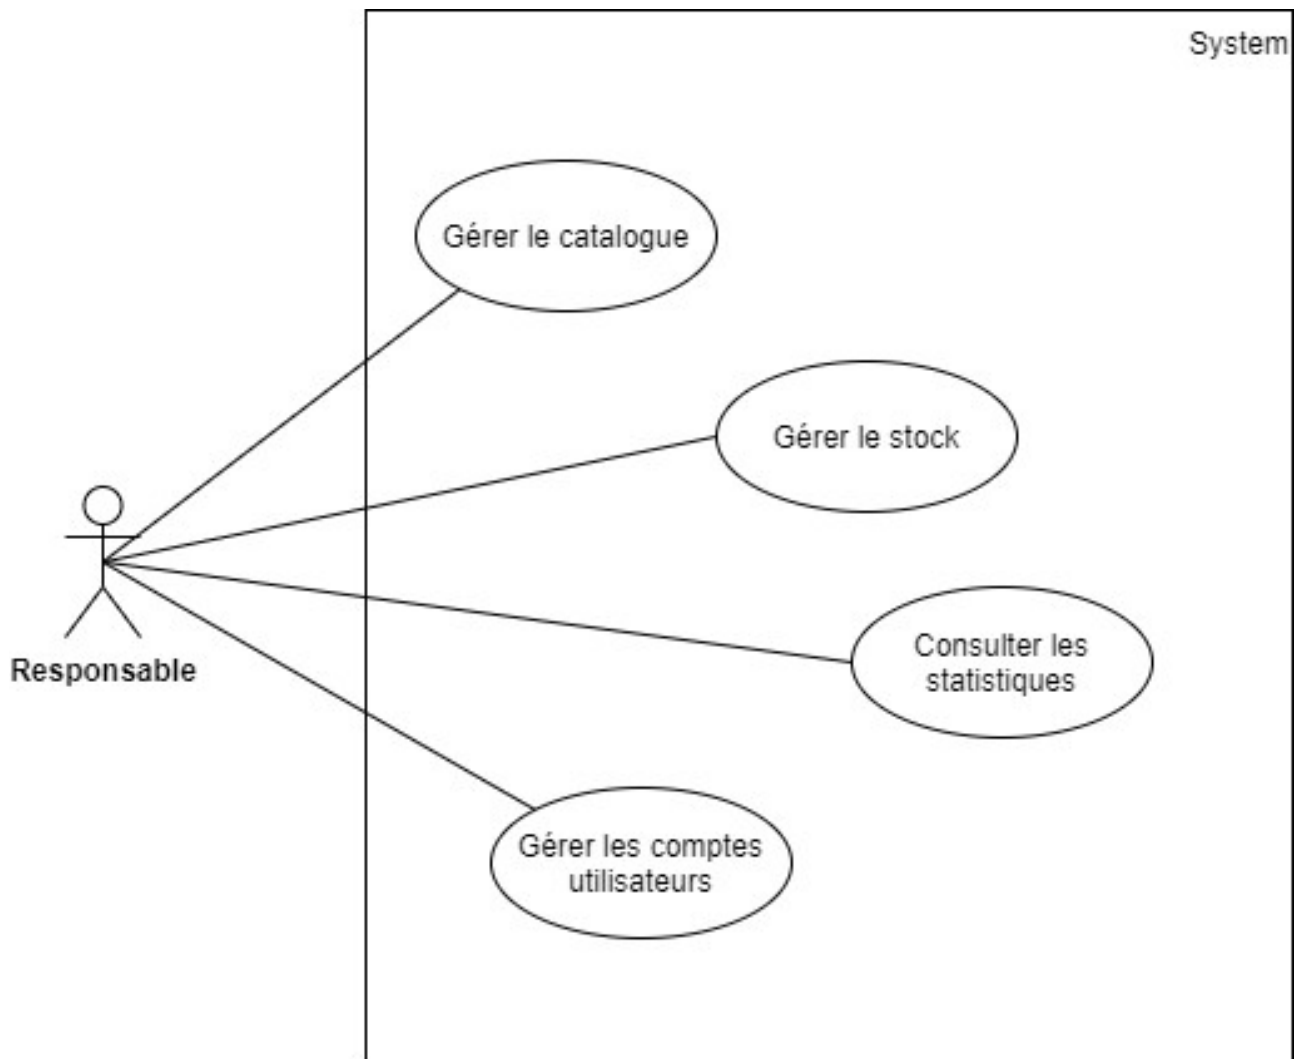 System
Gérer le catalogue
Gérer le stock
Responsable
Consulter les
statistiques
Gérer les comptes
utilisateurs